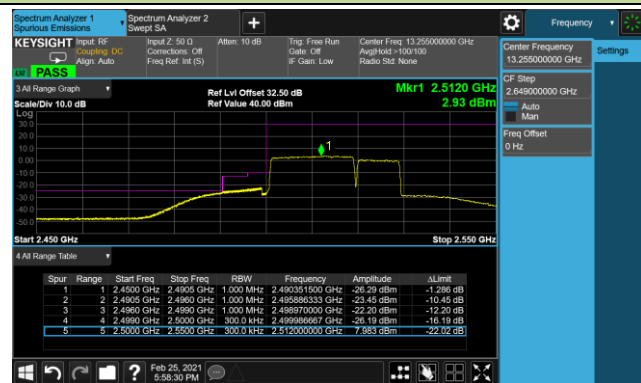 Spectrum Analyzer 1
Spurious Emissions
Spectrum Analyzer 2
Swept SA
+
Frequency
KEYSIGHT
Input: RF
Coupling: DC
Align: Auto
Input Z: 50 Ω
Corrections: Off
Freq Ref: Int (S)
Atten: 10 dB
Trig: Free Run
Gate: Off
IF Gain: Low
Center Freq: 13.255000000 GHz
Avg|Hold:>100/100
Radio Std: None
PASS
Center Frequency
13.255000000 GHz
Settings
CF Step
2.649000000 GHz
Auto
Man
Freq Offset
0 Hz
3 All Range Graph
Scale/Div 10.0 dB
Ref Lvl Offset 32.50 dB
Ref Value 40.00 dBm
Mkr1 2.5120 GHz
2.93 dBm
Log
30.0
20.0
10.0
0.00
-10.0
-20.0
-30.0
-40.0
-50.0
1
Start 2.450 GHz
Stop 2.550 GHz
4 All Range Table
Spur Range Start Freq Stop Freq RBW Frequency Amplitude ΔLimit
1 1 2.4500 GHz 2.4905 GHz 1.000 MHz 2.490351500 GHz -26.29 dBm -1.286 dB
2 2 2.4905 GHz 2.4960 GHz 1.000 MHz 2.495886333 GHz -23.45 dBm -10.45 dB
3 3 2.4960 GHz 2.4990 GHz 1.000 MHz 2.498970000 GHz -22.20 dBm -12.20 dB
4 4 2.4990 GHz 2.5000 GHz 300.0 kHz 2.499986667 GHz -26.19 dBm -16.19 dB
5 5 2.5000 GHz 2.5500 GHz 300.0 kHz 2.512000000 GHz 7.983 dBm -22.02 dB
?
Feb 25, 2021
5:58:30 PM